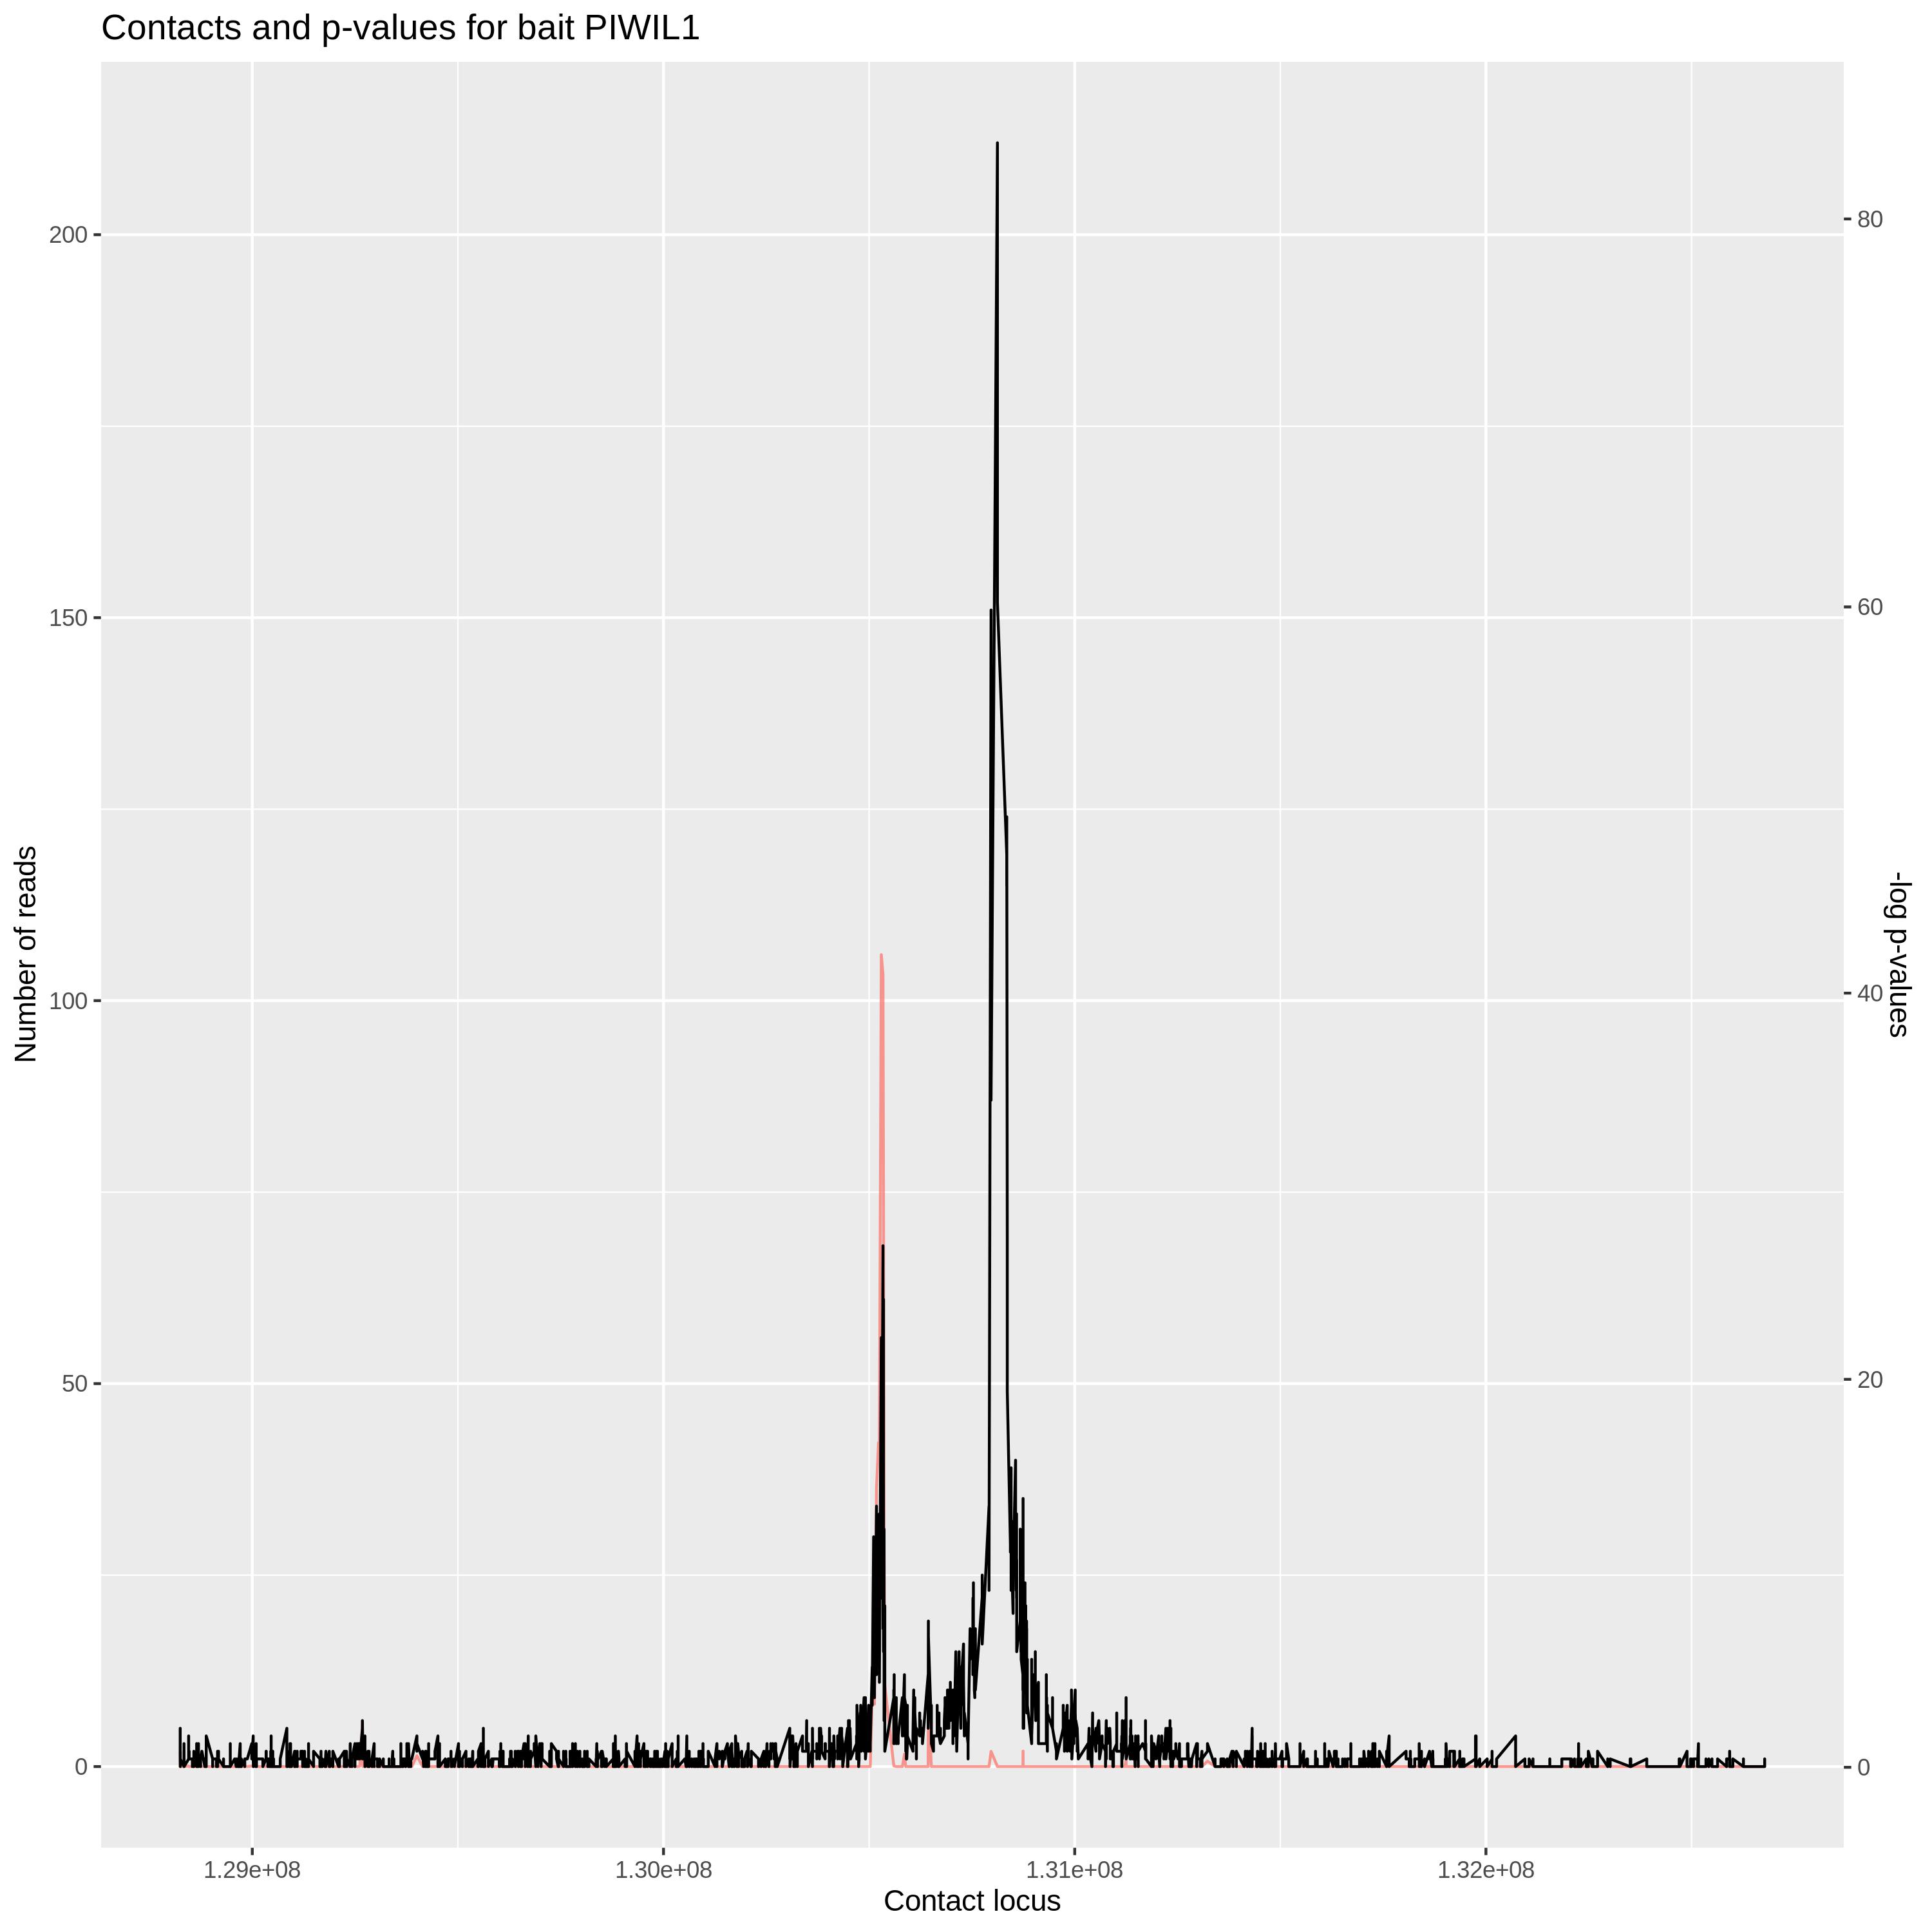 Contacts and p-values for bait PIWIL1
200
150
100
50
0
Number of reads
80
60
40
20
0
-log p-values
1.29e+08
1.30e+08
1.31e+08
1.32e+08
Contact locus